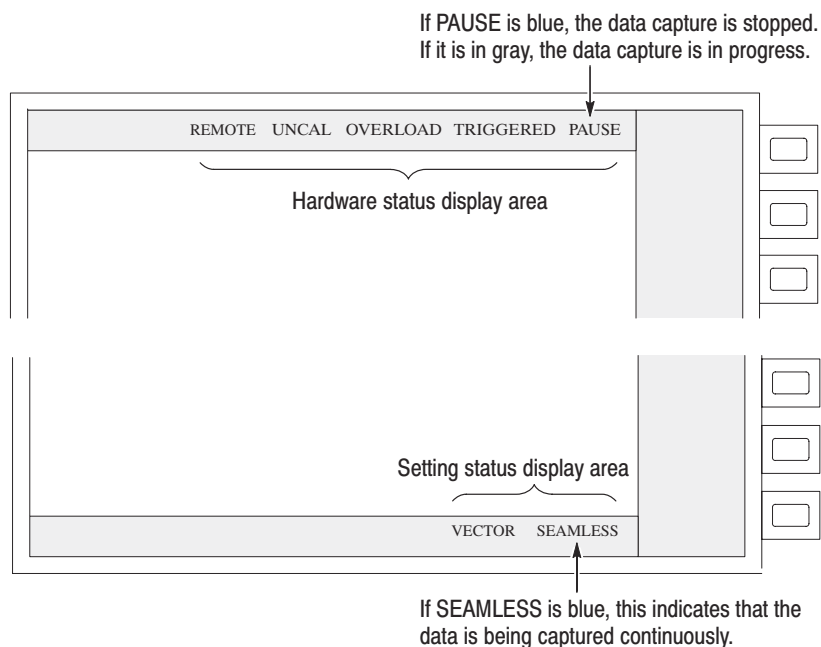 If PAUSE is blue, the data capture is stopped.
If it is in gray, the data capture is in progress.
REMOTE UNCAL OVERLOAD TRIGGERED PAUSE
Hardware status display area
Setting status display area
VECTOR SEAMLESS
If SEAMLESS is blue, this indicates that the
data is being captured continuously.